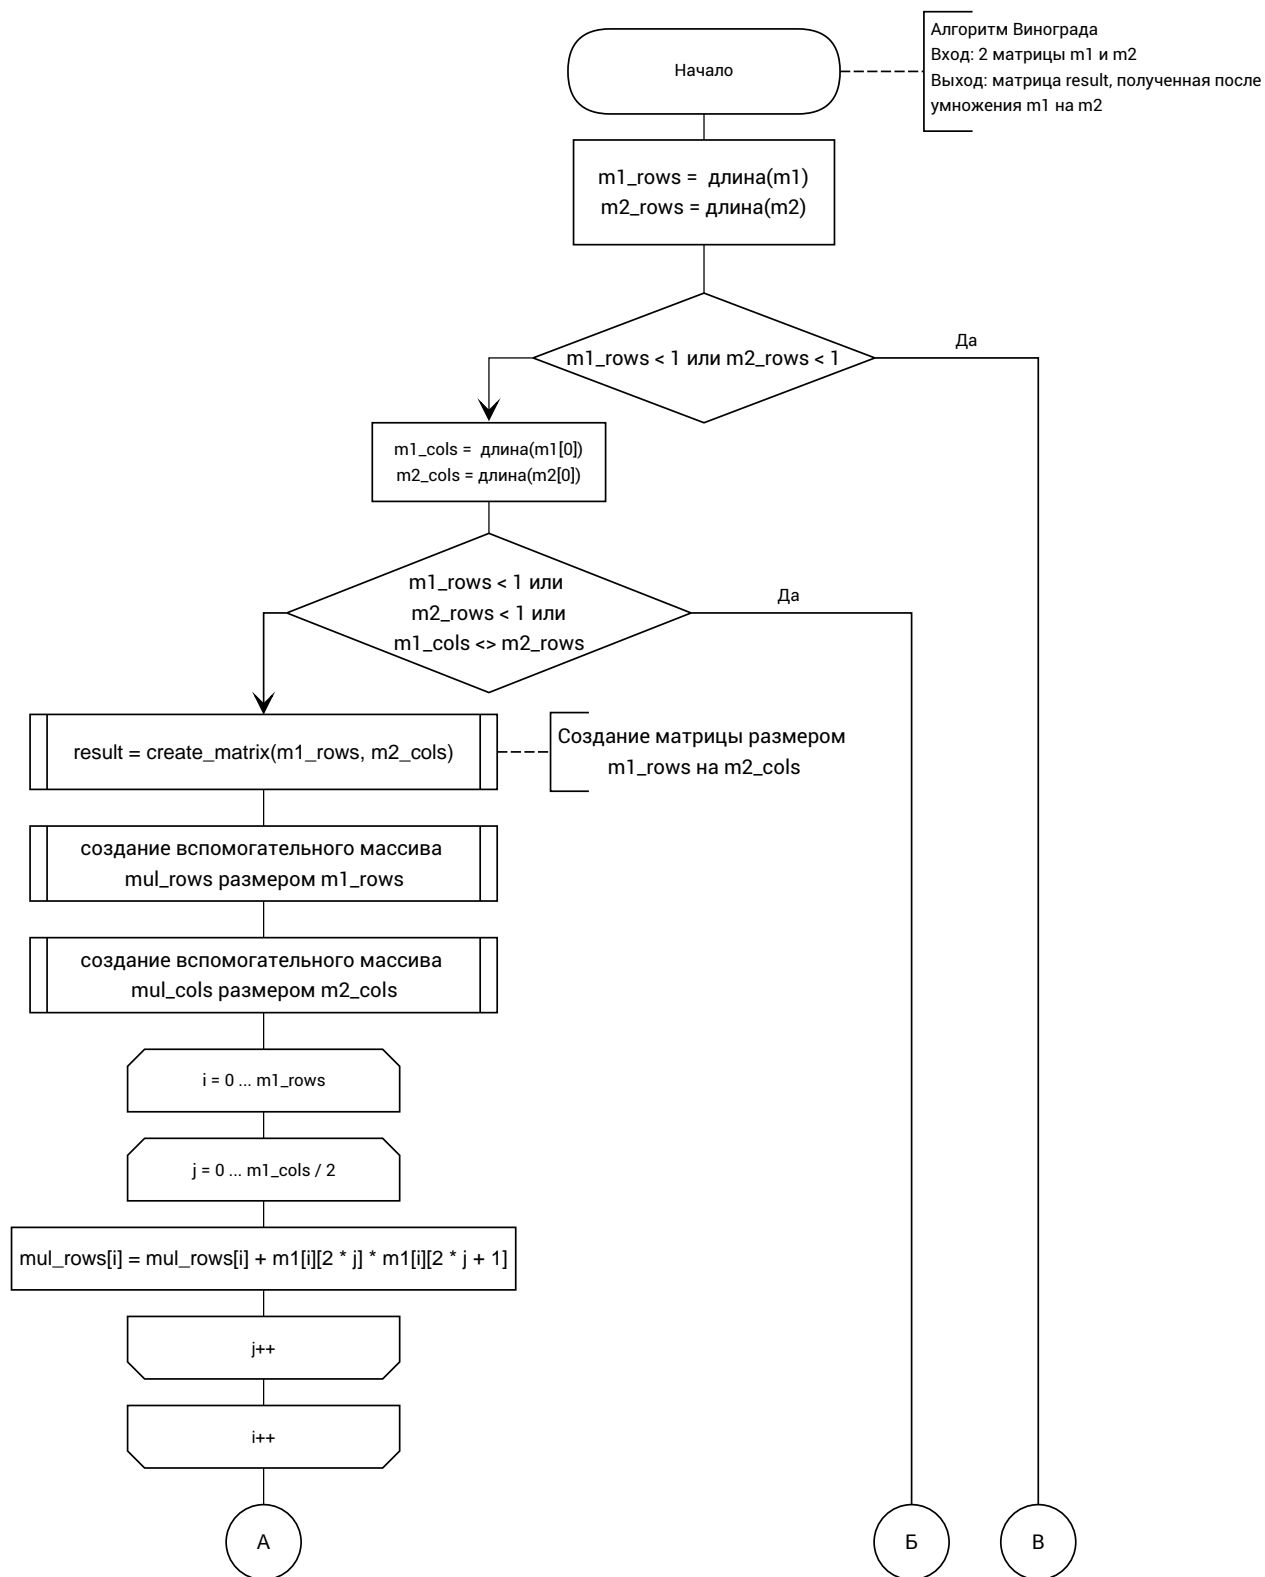 Начало
Алгоритм Винограда
Вход: 2 матрицы m1 и m2
Выход: матрица result, полученная после
умножения m1 на m2
m1_rows = длина(m1)
m2_rows = длина(m2)
m1_rows < 1 или m2_rows < 1
Да
m1_cols = длина(m1[0])
m2_cols = длина(m2[0])
m1_rows < 1 или
m2_rows < 1 или
m1_cols <> m2_rows
Да
result = create_matrix(m1_rows, m2_cols)
Создание матрицы размером
m1_rows на m2_cols
создание вспомогательного массива
mul_rows размером m1_rows
создание вспомогательного массива
mul_cols размером m2_cols
i = 0 ... m1_rows
j = 0 ... m1_cols / 2
mul_rows[i] = mul_rows[i] + m1[i][2 * j] * m1[i][2 * j + 1]
j++
i++
А
Б
В